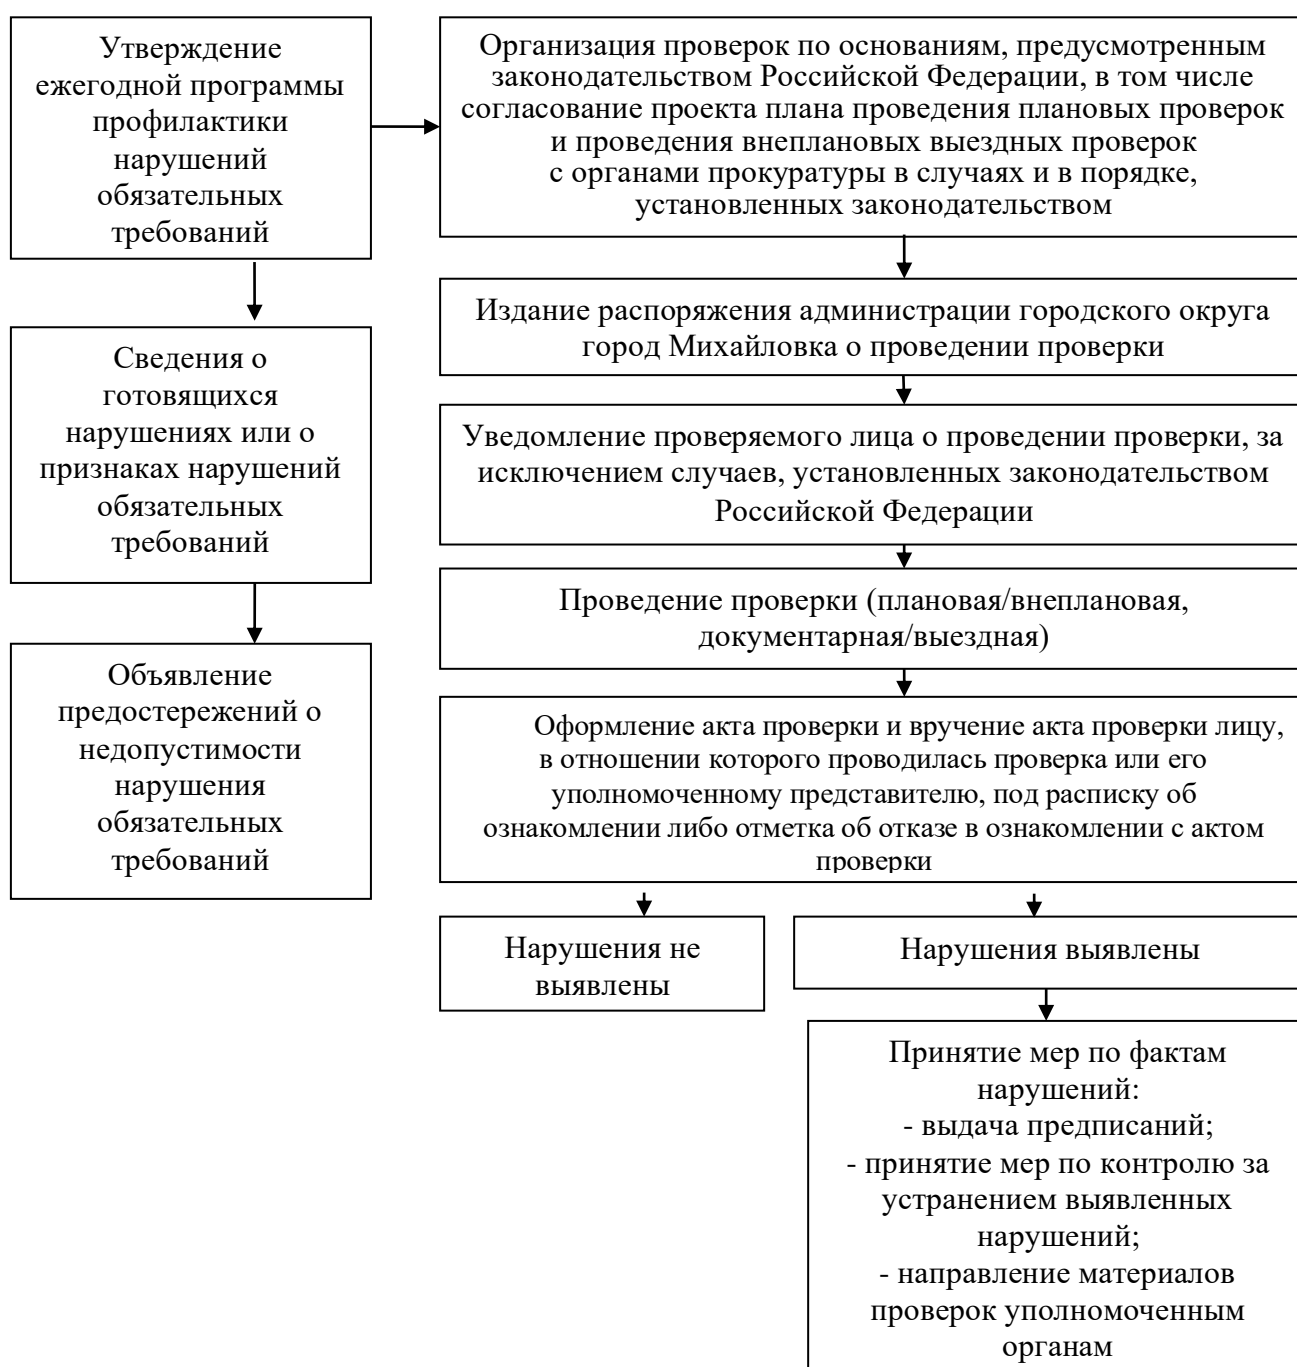 Утверждение
ежегодной программы
профилактики
нарушений
обязательных
требований
Организация проверок по основаниям, предусмотренным
законодательством Российской Федерации, в том числе
согласование проекта плана проведения плановых проверок
и проведения внеплановых выездных проверок
с органами прокуратуры в случаях и в порядке,
установленных законодательством
Издание распоряжения администрации городского округа
город Михайловка о проведении проверки
Сведения о
готовящихся
нарушениях или о
признаках нарушений
обязательных
требований
Уведомление проверяемого лица о проведении проверки, за
исключением случаев, установленных законодательством
Российской Федерации
Проведение проверки (плановая/внеплановая,
документарная/выездная)
Объявление
предостережений о
недопустимости
нарушения
обязательных
требований
Оформление акта проверки и вручение акта проверки лицу,
в отношении которого проводилась проверка или его
уполномоченному представителю, под расписку об
ознакомлении либо отметка об отказе в ознакомлении с актом
проверки
Нарушения не
выявлены
Нарушения выявлены
Принятие мер по фактам
нарушений:
- выдача предписаний;
- принятие мер по контролю за
устранением выявленных
нарушений;
- направление материалов
проверок уполномоченным
органам